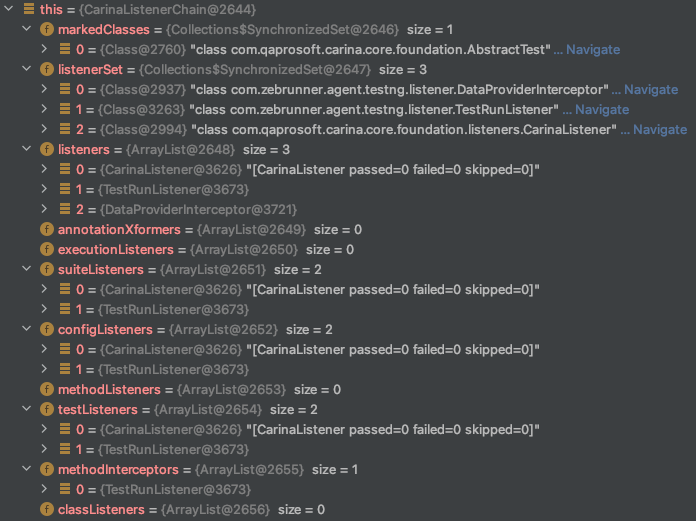 this = {CarinaListenerChain@2644}
f markedClasses = {Collections$SynchronizedSet@2646} size = 1
0 = {Class@2760} "class com.qaprosoft.carina.core.foundation.AbstractTest" ... Navigate
f listenerSet = {Collections$SynchronizedSet@2647} size = 3
0 = {Class@2937} "class com.zebrunner.agent.testng.listener.DataProviderInterceptor" ... Navigate
1 = {Class@3263} "class com.zebrunner.agent.testng.listener.TestRunListener" ... Navigate
2 = {Class@2994} "class com.qaprosoft.carina.core.foundation.listeners.CarinaListener" ... Navigate
f listeners = {ArrayList@2648} size = 3
0 = {CarinaListener@3626} "[CarinaListener passed=0 failed=0 skipped=0]"
1 = {TestRunListener@3673}
2 = {DataProviderInterceptor@3721}
f annotationXformers = {ArrayList@2649} size = 0
f executionListeners = {ArrayList@2650} size = 0
f suiteListeners = {ArrayList@2651} size = 2
0 = {CarinaListener@3626} "[CarinaListener passed=0 failed=0 skipped=0]"
1 = {TestRunListener@3673}
f configListeners = {ArrayList@2652} size = 2
0 = {CarinaListener@3626} "[CarinaListener passed=0 failed=0 skipped=0]"
1 = {TestRunListener@3673}
f methodListeners = {ArrayList@2653} size = 0
f testListeners = {ArrayList@2654} size = 2
0 = {CarinaListener@3626} "[CarinaListener passed=0 failed=0 skipped=0]"
1 = {TestRunListener@3673}
f methodInterceptors = {ArrayList@2655} size = 1
0 = {TestRunListener@3673}
f classListeners = {ArrayList@2656} size = 0